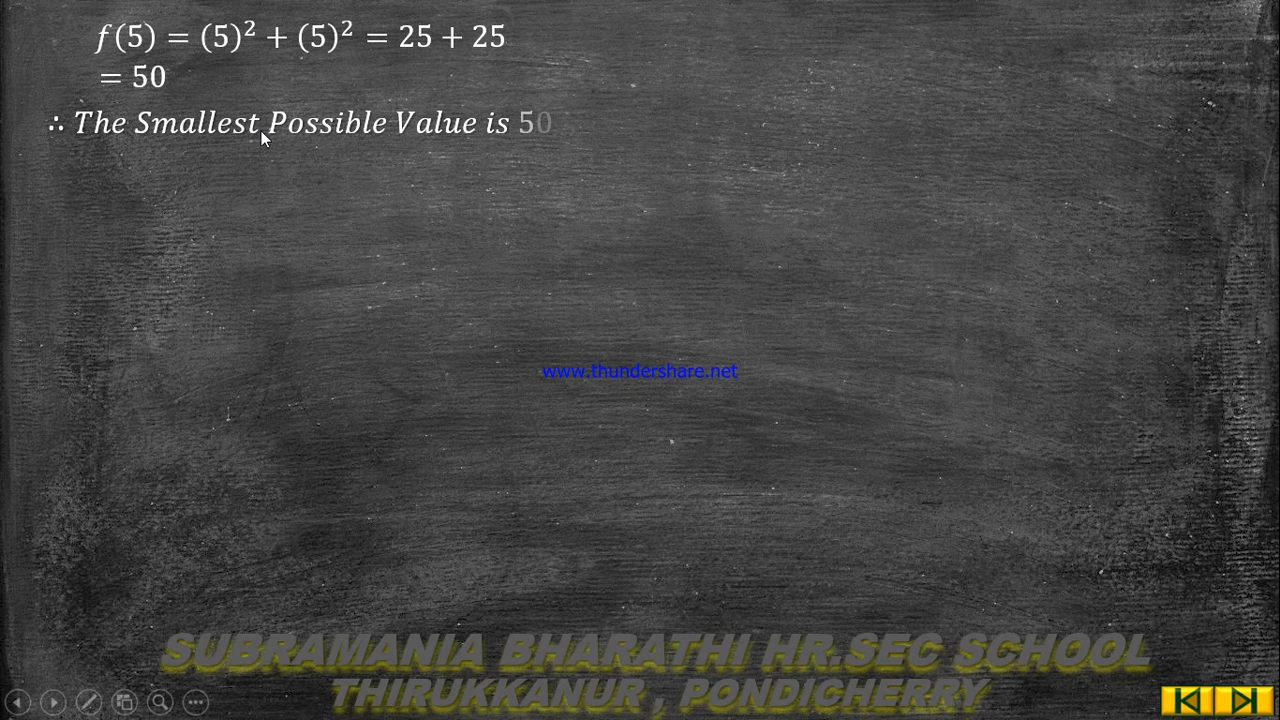 f(5) = (5)² + (5)² = 25 + 25
= 50
∴ The Smallest Possible Value is 50
www.thundershare.net
SUBRAMANIA BHARATHI HR.SEC SCHOOL
THIRUKKANUR , PONDICHERRY